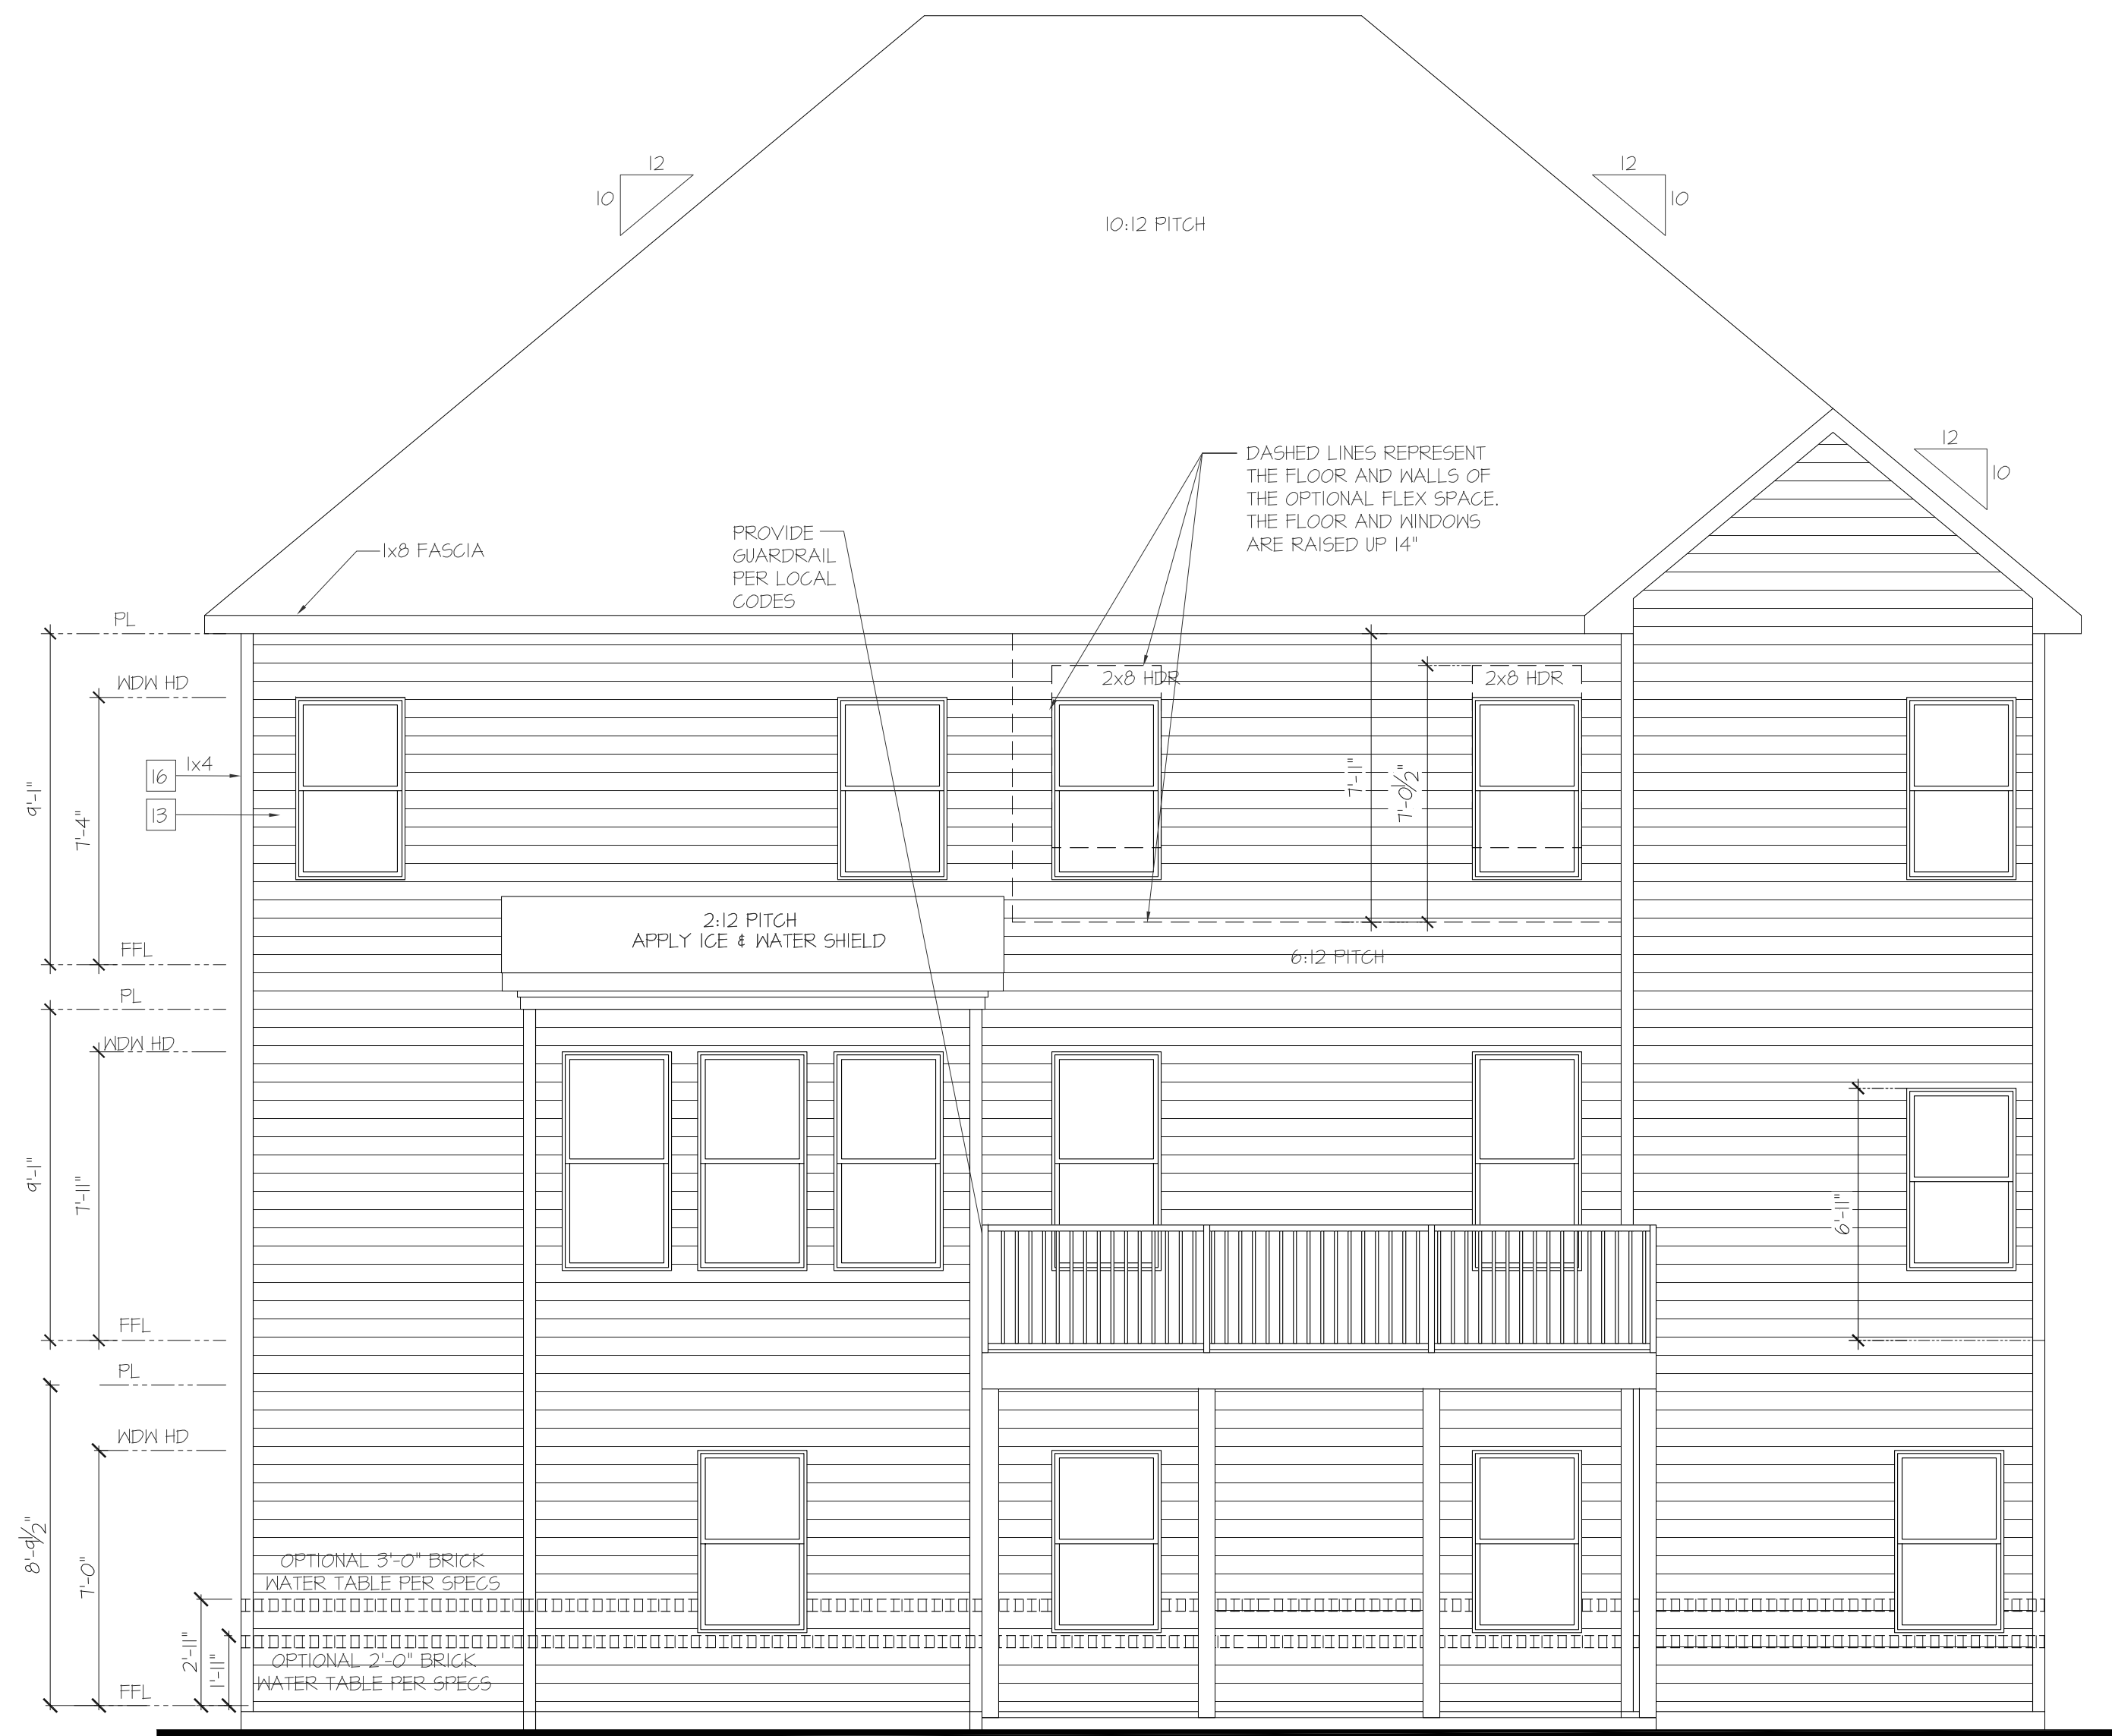 12
10
12
10
10:12 PITCH
12
10
DASHED LINES REPRESENT
THE FLOOR AND WALLS OF
THE OPTIONAL FLEX SPACE.
THE FLOOR AND WINDOWS
ARE RAISED UP 14"
PROVIDE
GUARDRAIL
PER LOCAL
CODES
1x8 FASCIA
PL
WDW HD
2x8 HDR
2x8 HDR
16
1x4
13
9'-1"
7'-4"
7'-11"
7'-0 1/2"
2:12 PITCH
APPLY ICE & WATER SHIELD
6:12 PITCH
FFL
PL
WDW HD
9'-1"
7'-11"
6'-11"
FFL
PL
WDW HD
8'-9 1/2"
7'-0"
OPTIONAL 3'-0" BRICK
WATER TABLE PER SPECS
2'-11"
1'-11"
OPTIONAL 2'-0" BRICK
WATER TABLE PER SPECS
FFL